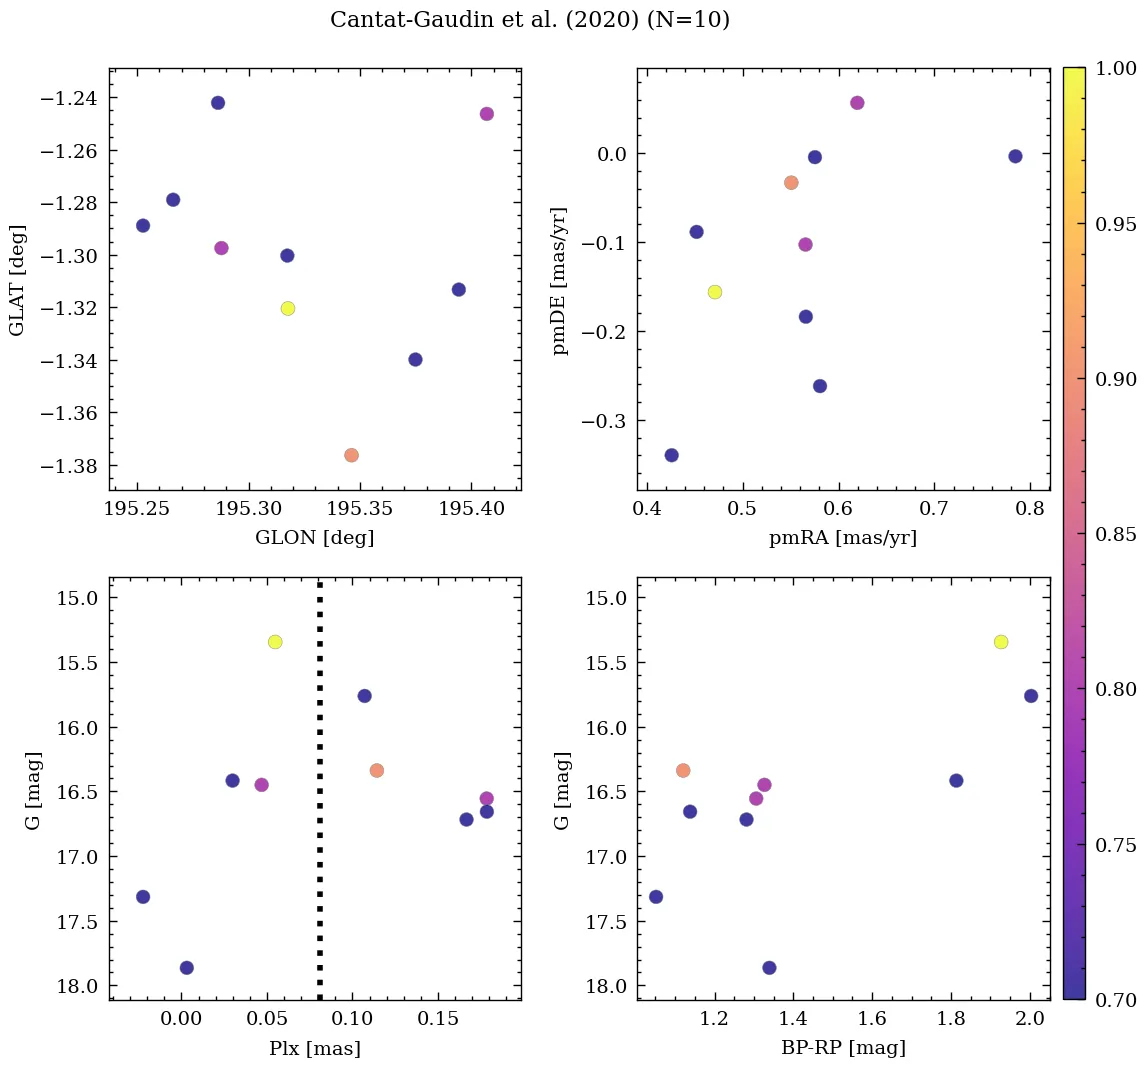 Cantat-Gaudin et al. (2020) (N=10)
−1.24
−1.26
−1.28
−1.30
−1.32
−1.34
−1.36
−1.38
GLAT [deg]
195.25 195.30 195.35 195.40
GLON [deg]
0.0
−0.1
−0.2
−0.3
pmDE [mas/yr]
0.4 0.5 0.6 0.7 0.8
pmRA [mas/yr]
15.0
15.5
16.0
16.5
17.0
17.5
18.0
G [mag]
0.00 0.05 0.10 0.15
Plx [mas]
15.0
15.5
16.0
16.5
17.0
17.5
18.0
G [mag]
1.2 1.4 1.6 1.8 2.0
BP-RP [mag]
1.00
0.95
0.90
0.85
0.80
0.75
0.70